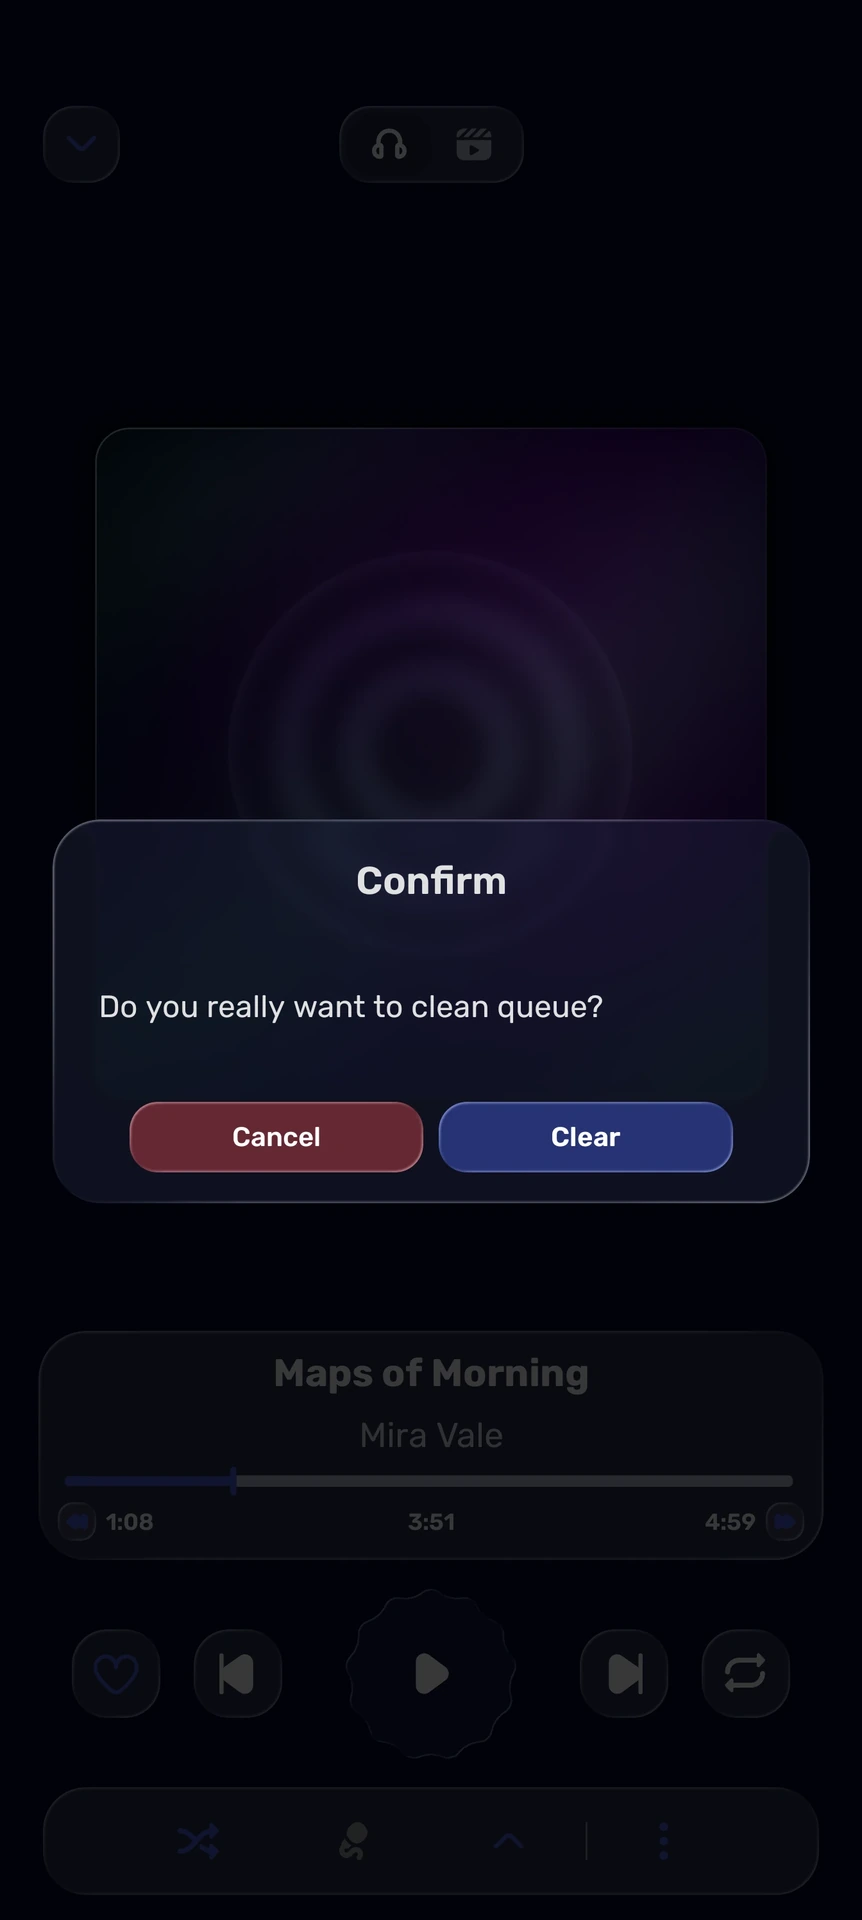 Confirm
Do you really want to clean queue?
Cancel
Clear
Maps of Morning
Mira Vale
1:08
3:51
4:59